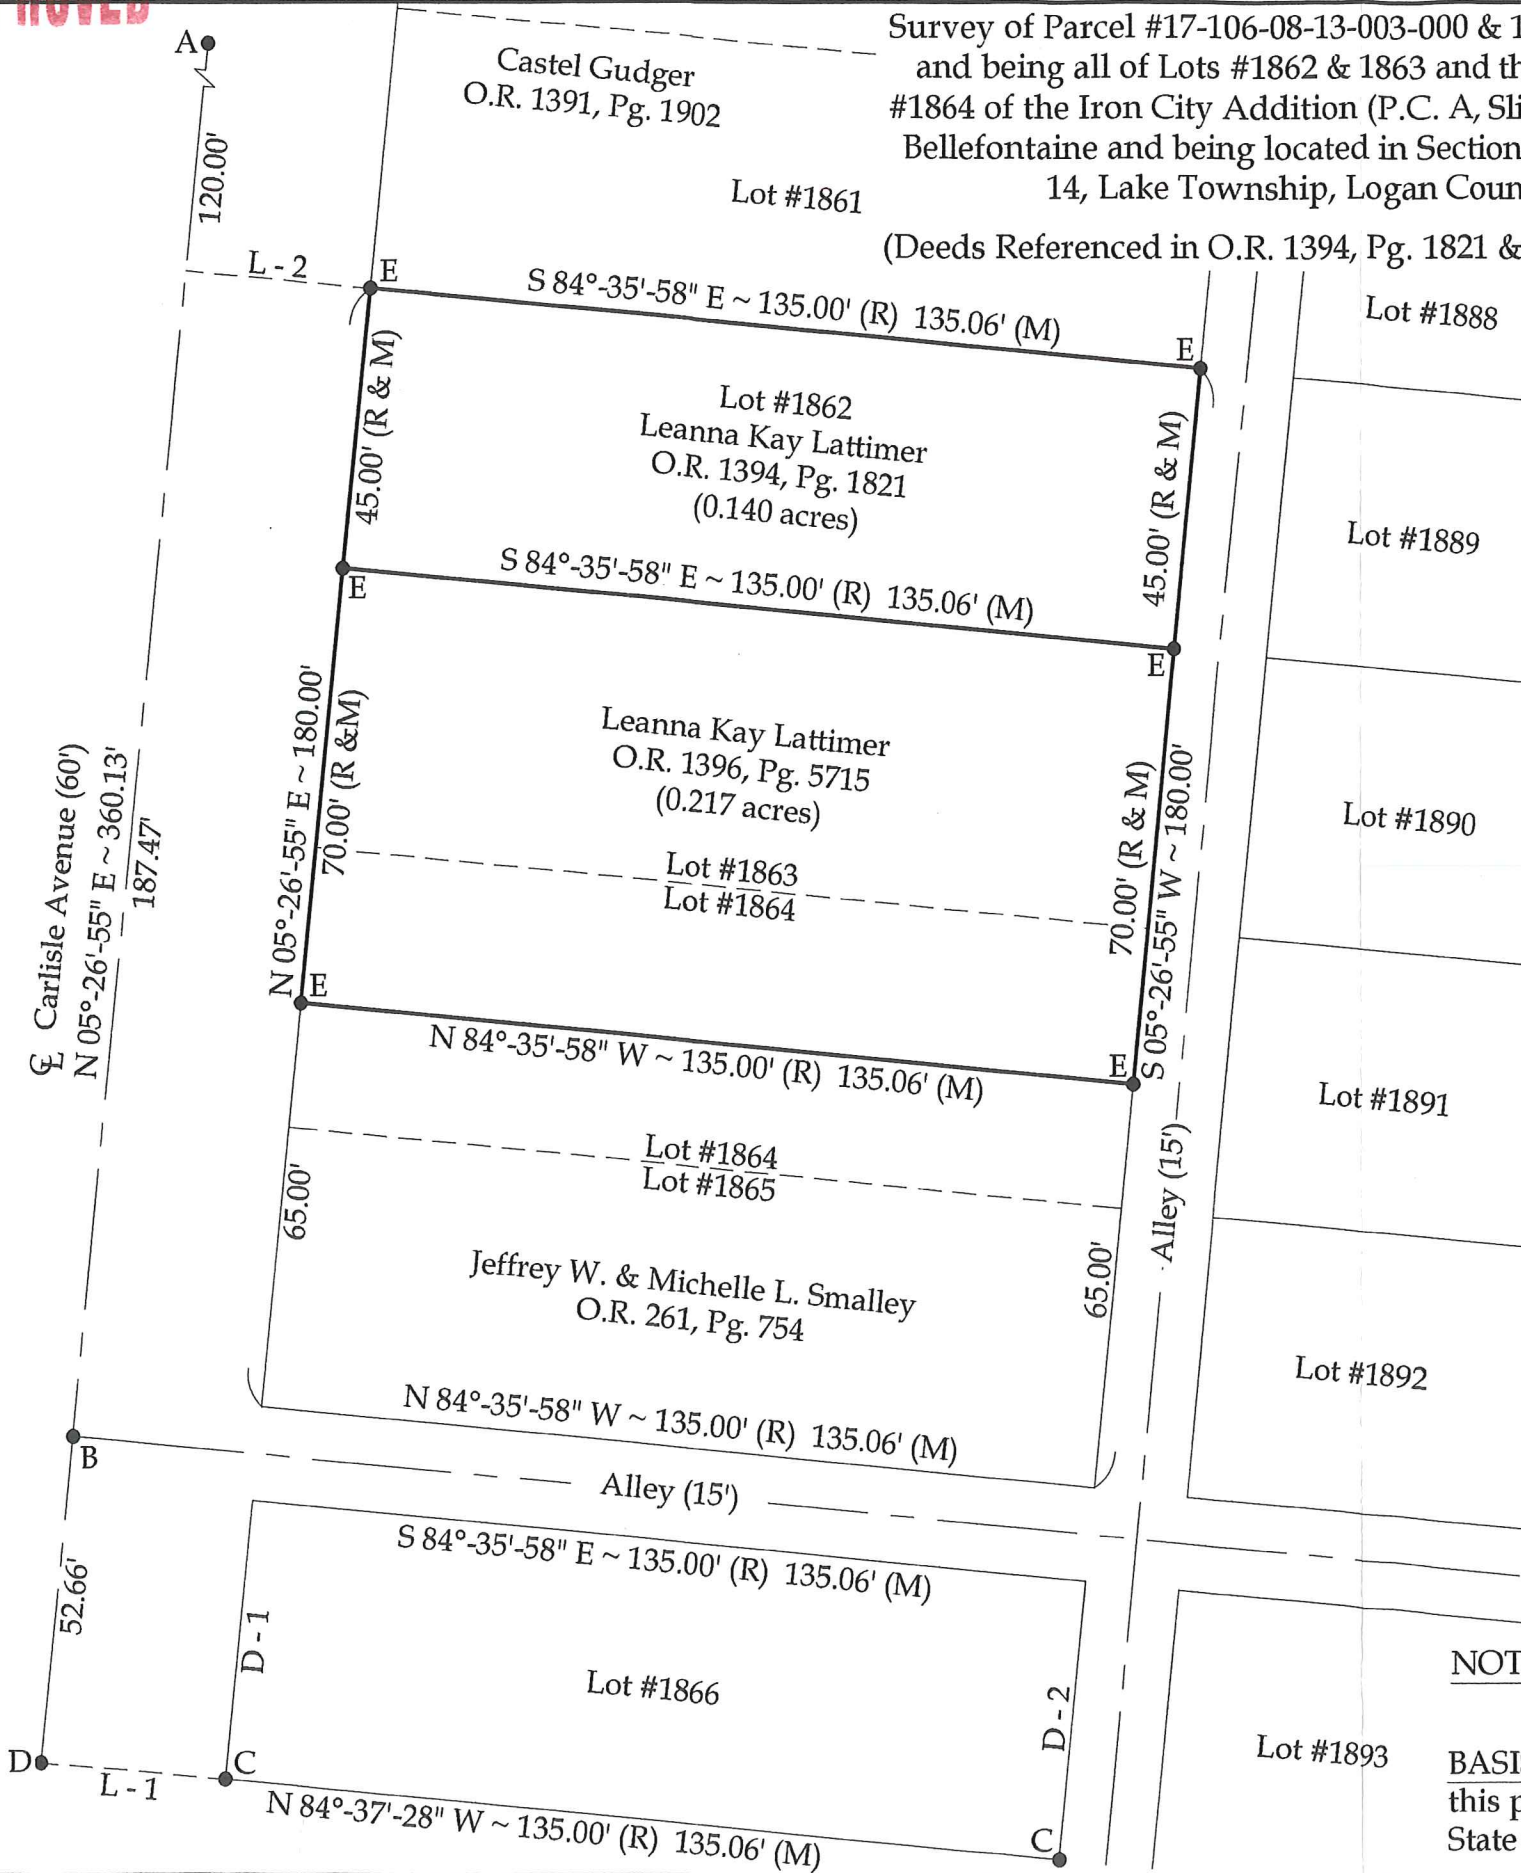 Survey of Parcel #17-106-08-13-003-000 & 1
and being all of Lots #1862 & 1863 and th
#1864 of the Iron City Addition (P.C. A, Sli
Bellefontaine and being located in Section
14, Lake Township, Logan Coun
(Deeds Referenced in O.R. 1394, Pg. 1821 &
A
120.00'
Castel Gudger
O.R. 1391, Pg. 1902
Lot #1861
L - 2
E
S 84°-35'-58" E ~ 135.00' (R) 135.06' (M)
E
Lot #1888
45.00' (R & M)
Lot #1862
Leanna Kay Lattimer
O.R. 1394, Pg. 1821
(0.140 acres)
45.00' (R & M)
Lot #1889
E
S 84°-35'-58" E ~ 135.00' (R) 135.06' (M)
E
N 05°-26'-55" E ~ 180.00'
70.00' (R &M)
Leanna Kay Lattimer
O.R. 1396, Pg. 5715
(0.217 acres)
Lot #1863
Lot #1864
70.00' (R & M)
S 05°-26'-55" W ~ 180.00'
Lot #1890
℄ Carlisle Avenue (60')
N 05°-26'-55" E ~ 360.13'
187.47'
E
N 84°-35'-58" W ~ 135.00' (R) 135.06' (M)
E
Lot #1891
Lot #1864
Lot #1865
65.00'
Jeffrey W. & Michelle L. Smalley
O.R. 261, Pg. 754
65.00'
Alley (15')
Lot #1892
N 84°-35'-58" W ~ 135.00' (R) 135.06' (M)
B
Alley (15')
52.66'
S 84°-35'-58" E ~ 135.00' (R) 135.06' (M)
D - 1
Lot #1866
D - 2
Lot #1893
D
L - 1
C
N 84°-37'-28" W ~ 135.00' (R) 135.06' (M)
C
NOT
BASI
this p
State